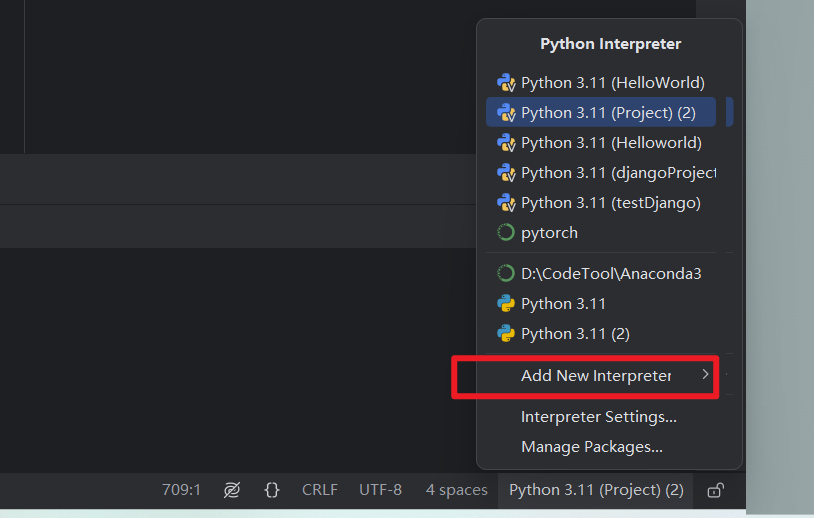 Python Interpreter
Python 3.11 (HelloWorld)
Python 3.11 (Project) (2)
Python 3.11 (Helloworld)
Python 3.11 (djangoProject
Python 3.11 (testDjango)
pytorch
D:\CodeTool\Anaconda3
Python 3.11
Python 3.11 (2)
Add New Interpreter
Interpreter Settings...
Manage Packages...
709:1 {} CRLF UTF-8 4 spaces Python 3.11 (Project) (2)